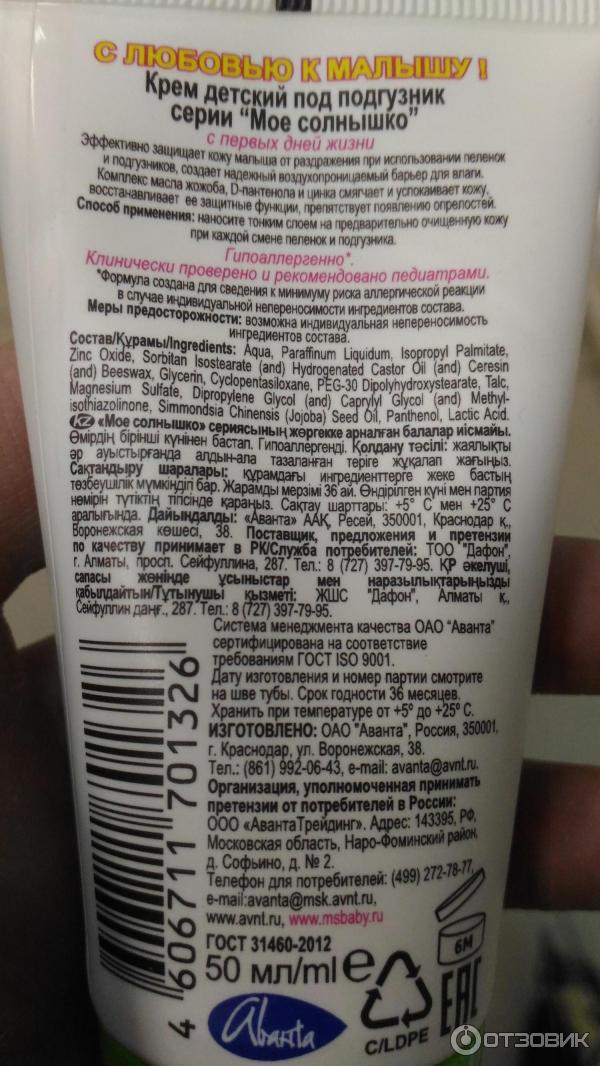 С ЛЮБОВЬЮ К МАЛЫШУ !
Крем детский под подгузник
серии "Мое солнышко"
с первых дней жизни
Эффективно защищает кожу малыша от раздражения при использовании пеленок
и подгузников, создает надежный воздухопроницаемый барьер для влаги.
Комплекс масла жожоба, D-пантенола и цинка смягчает и успокаивает кожу,
восстанавливает ее защитные функции, препятствует появлению опрелостей.
Способ применения: наносите тонким слоем на предварительно очищенную кожу
при каждой смене пеленок и подгузника.
Гипоаллергенно*.
Клинически проверено и рекомендовано педиатрами.
*Формула создана для сведения к минимуму риска аллергической реакции
в случае индивидуальной непереносимости ингредиентов состава.
Меры предосторожности: возможна индивидуальная непереносимость
ингредиентов состава.
Состав/Құрамы/Ingredients: Aqua, Paraffinum Liquidum, Isopropyl Palmitate,
Zinc Oxide, Sorbitan Isostearate (and) Hydrogenated Castor Oil (and) Ceresin
(and) Beeswax, Glycerin, Cyclopentasiloxane, PEG-30 Dipolyhydroxystearate, Talc,
Magnesium Sulfate, Dipropylene Glycol (and) Caprylyl Glycol (and) Methyl-
isothiazolinone, Simmondsia Chinensis (Jojoba) Seed Oil, Panthenol, Lactic Acid.
KZ «Мое солнышко» сериясының жөргекке арналған балалар иісмайы.
Өмірдің бірінші күнінен бастап. Гипоаллергенді. Қолдану тәсілі: жаялықты
әр ауыстырғанда алдын-ала тазаланған теріге жұқалап жағыңыз.
Сақтандыру шаралары: құрамдағы ингредиенттерге жеке бастың
төзбеушілік мүмкіндігі бар. Жарамды мерзімі 36 ай. Өндірілген күні мен партия
нөмірін түтіктің тігісінде қараңыз. Сақтау шарттары: +5° С мен +25° С
аралығында. Дайындалды: «Аванта» ААҚ, Ресей, 350001, Краснодар қ.,
Воронежская көшесі, 38. Поставщик, предложения и претензии
по качеству принимает в РК/Служба потребителей: ТОО "Дафон",
г. Алматы, просп. Сейфуллина, 287. Тел.: 8 (727) 397-79-95. ҚР әкелуші,
сапасы жөнінде ұсыныстар мен наразылықтарыңызды
қабылдайтын/Тұтынушы қызметі: ЖШС "Дафон", Алматы қ.,
Сейфуллин даңғ., 287. Тел.: 8 (727) 397-79-95.
Система менеджмента качества ОАО "Аванта"
сертифицирована на соответствие
требованиям ГОСТ ISO 9001.
Дату изготовления и номер партии смотрите
на шве тубы. Срок годности 36 месяцев.
Хранить при температуре от +5° до +25° С.
ИЗГОТОВЛЕНО: ОАО "Аванта", Россия, 350001,
г. Краснодар, ул. Воронежская, 38.
Тел.: (861) 992-06-43, e-mail: avanta@avnt.ru.
Организация, уполномоченная принимать
претензии от потребителей в России:
ООО «АвантаТрейдинг». Адрес: 143395, РФ,
Московская область, Наро-Фоминский район,
д. Софьино, д. № 2.
Телефон для потребителей: (499) 272-78-77,
e-mail:avanta@msk.avnt.ru,
www.avnt.ru, www.msbaby.ru
ГОСТ 31460-2012
50 мл/ml e
6М
Avanta
C/LDPE
EAC
4 606711 701326
ОТЗОВИК